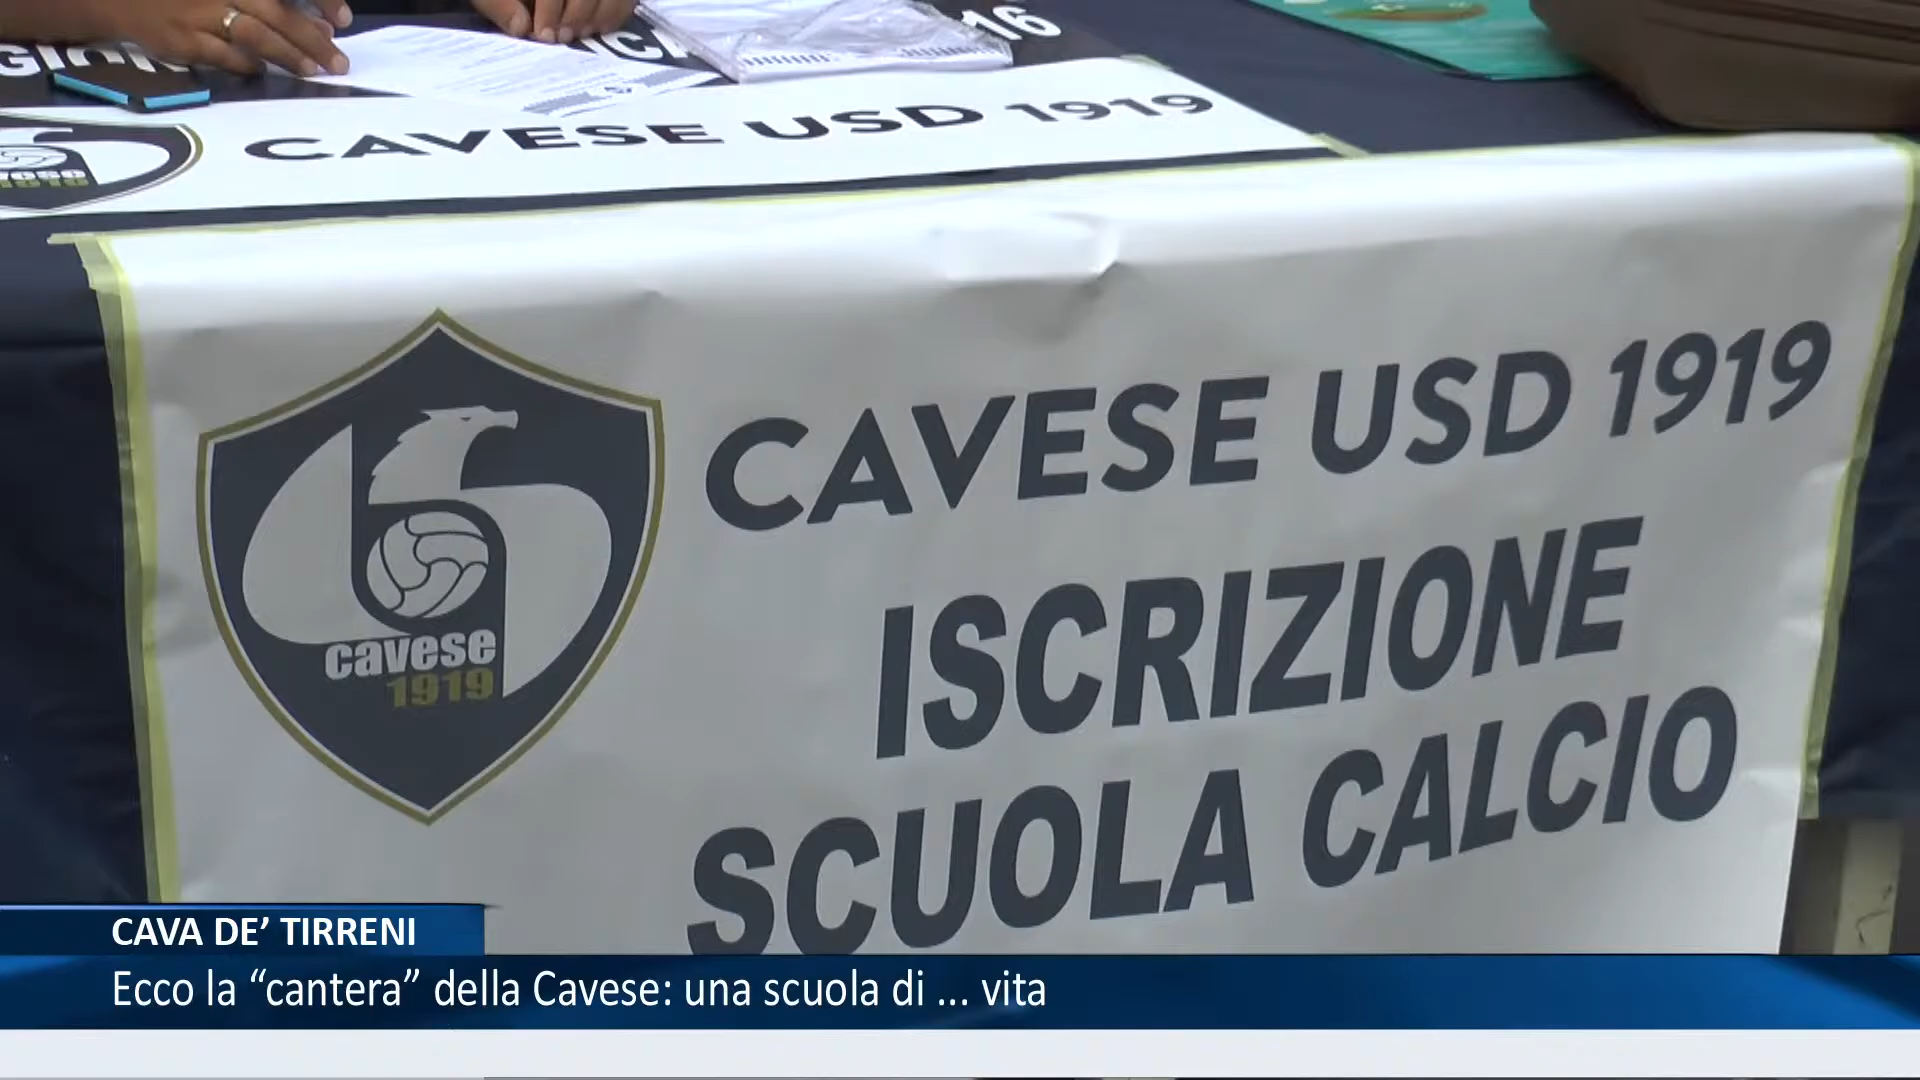 16
CAVESE USD 1919
CAVESE USD 1919
ISCRIZIONE
SCUOLA CALCIO
cavese
1919
CAVA DE’ TIRRENI
Ecco la “cantera” della Cavese: una scuola di ... vita